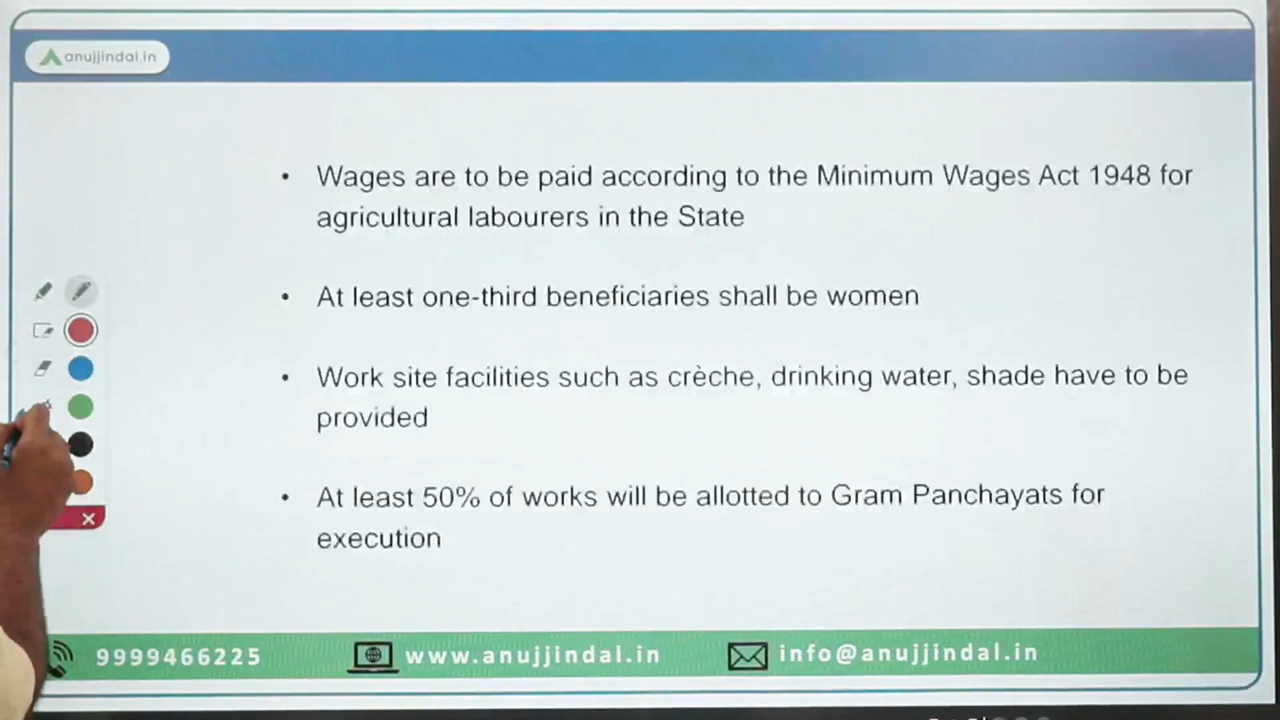 anujjindal.in
• Wages are to be paid according to the Minimum Wages Act 1948 for
agricultural labourers in the State
• At least one-third beneficiaries shall be women
• Work site facilities such as crèche, drinking water, shade have to be
provided
• At least 50% of works will be allotted to Gram Panchayats for
execution
9999466225 www.anujjindal.in info@anujjindal.in